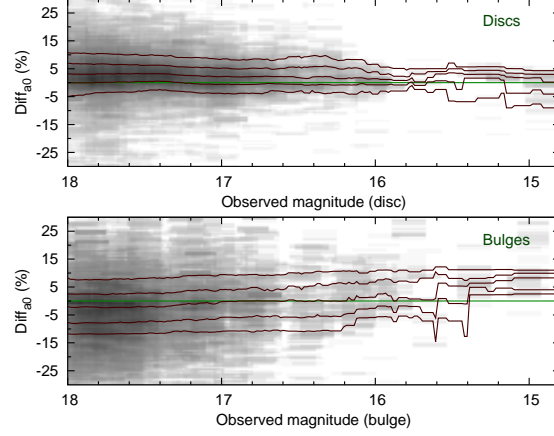 Discs
25
15
5
-5
-15
-25
Diff_a0 (%)
18 17 16 15
Observed magnitude (disc)
Bulges
25
15
5
-5
-15
-25
Diff_a0 (%)
18 17 16 15
Observed magnitude (bulge)